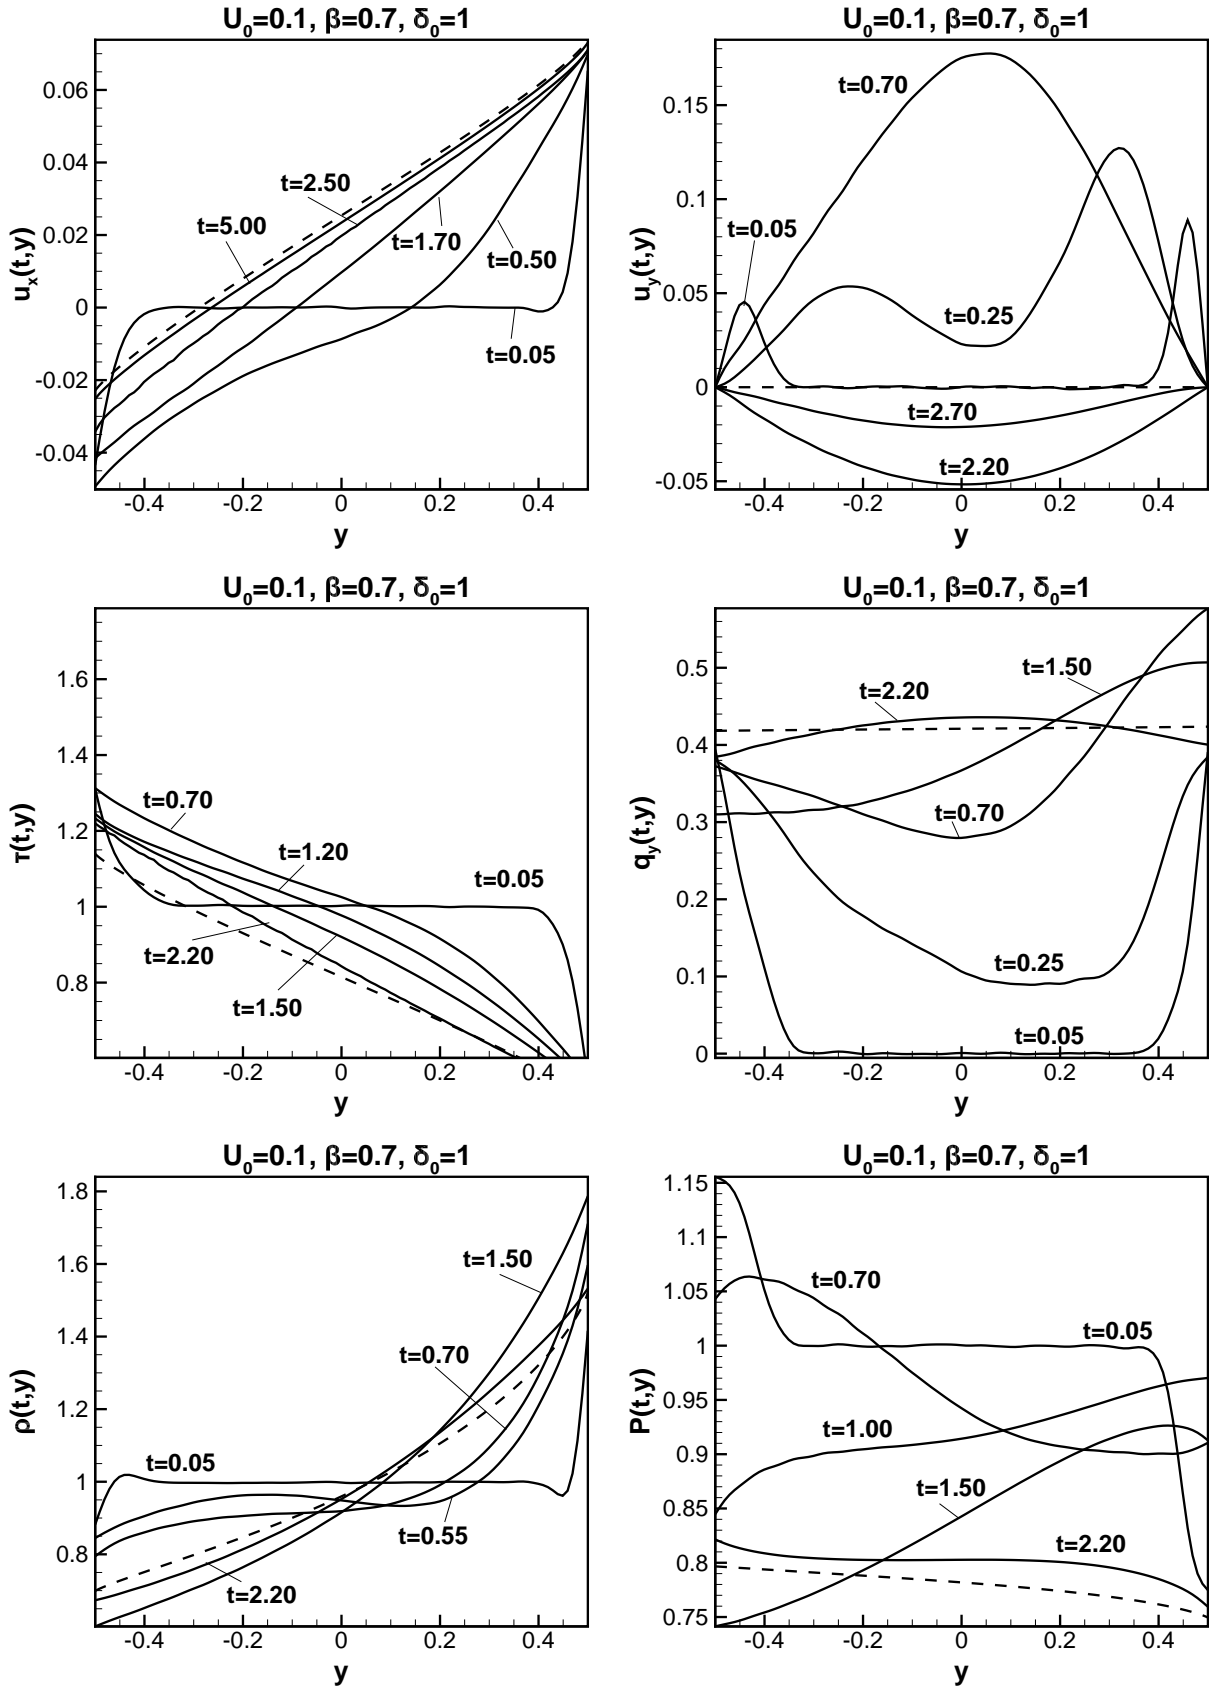 U₀=0.1, β=0.7, δ₀=1
uₓ(t,y)
0.06
0.04
0.02
0
-0.02
-0.04
t=2.50
t=5.00
t=1.70
t=0.50
t=0.05
-0.4
-0.2
0
0.2
0.4
y
U₀=0.1, β=0.7, δ₀=1
u_y(t,y)
0.15
0.1
0.05
0
-0.05
t=0.70
t=0.05
t=0.25
t=2.70
t=2.20
-0.4
-0.2
0
0.2
0.4
y
U₀=0.1, β=0.7, δ₀=1
τ(t,y)
1.6
1.4
1.2
1
0.8
t=0.70
t=1.20
t=0.05
t=2.20
t=1.50
-0.4
-0.2
0
0.2
0.4
y
U₀=0.1, β=0.7, δ₀=1
q_y(t,y)
0.5
0.4
0.3
0.2
0.1
0
t=1.50
t=2.20
t=0.70
t=0.25
t=0.05
-0.4
-0.2
0
0.2
0.4
y
U₀=0.1, β=0.7, δ₀=1
ρ(t,y)
1.8
1.6
1.4
1.2
1
0.8
t=1.50
t=0.70
t=0.05
t=0.55
t=2.20
-0.4
-0.2
0
0.2
0.4
y
U₀=0.1, β=0.7, δ₀=1
P(t,y)
1.15
1.1
1.05
1
0.95
0.9
0.85
0.8
0.75
t=0.70
t=0.05
t=1.00
t=1.50
t=2.20
-0.4
-0.2
0
0.2
0.4
y